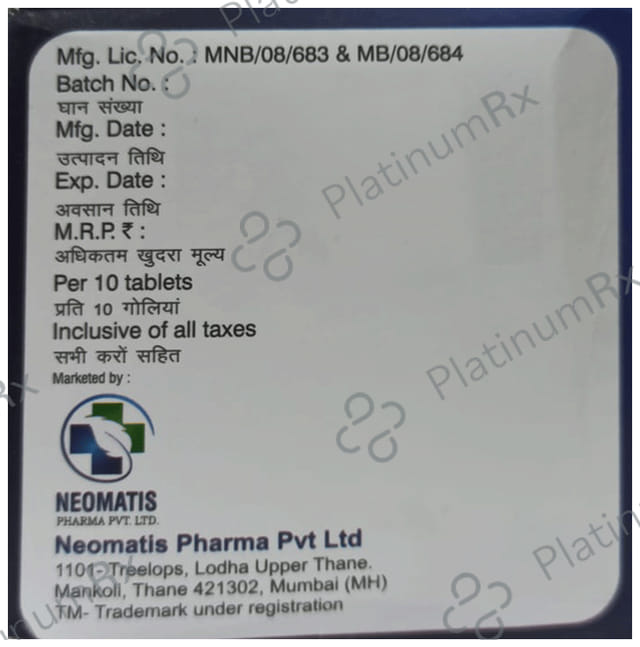 Mfg. Lic. No. : MNB/08/683 & MB/08/684
Batch No. :
घान संख्या
Mfg. Date :
उत्पादन तिथि
Exp. Date :
अवसान तिथि
M.R.P. ₹ :
अधिकतम खुदरा मूल्य
Per 10 tablets
प्रति 10 गोलियां
Inclusive of all taxes
सभी करों सहित
Marketed by :
NEOMATIS
PHARMA PVT. LTD.
Neomatis Pharma Pvt Ltd
1101- Treelops, Lodha Upper Thane.
Mankoli, Thane 421302, Mumbai (MH)
TM- Trademark under registration
PlatinumRx
PlatinumRx